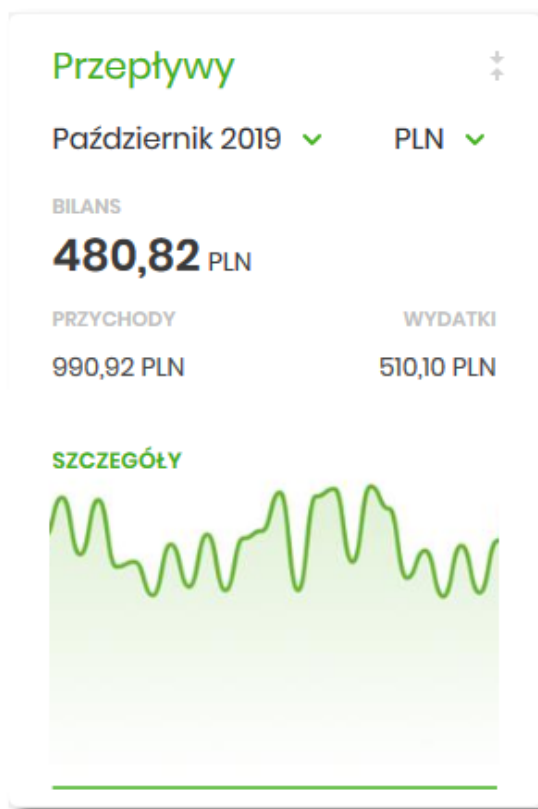 Przepływy
Październik 2019 PLN
BILANS
480,82 PLN
PRZYCHODY WYDATKI
990,92 PLN 510,10 PLN
SZCZEGÓŁY